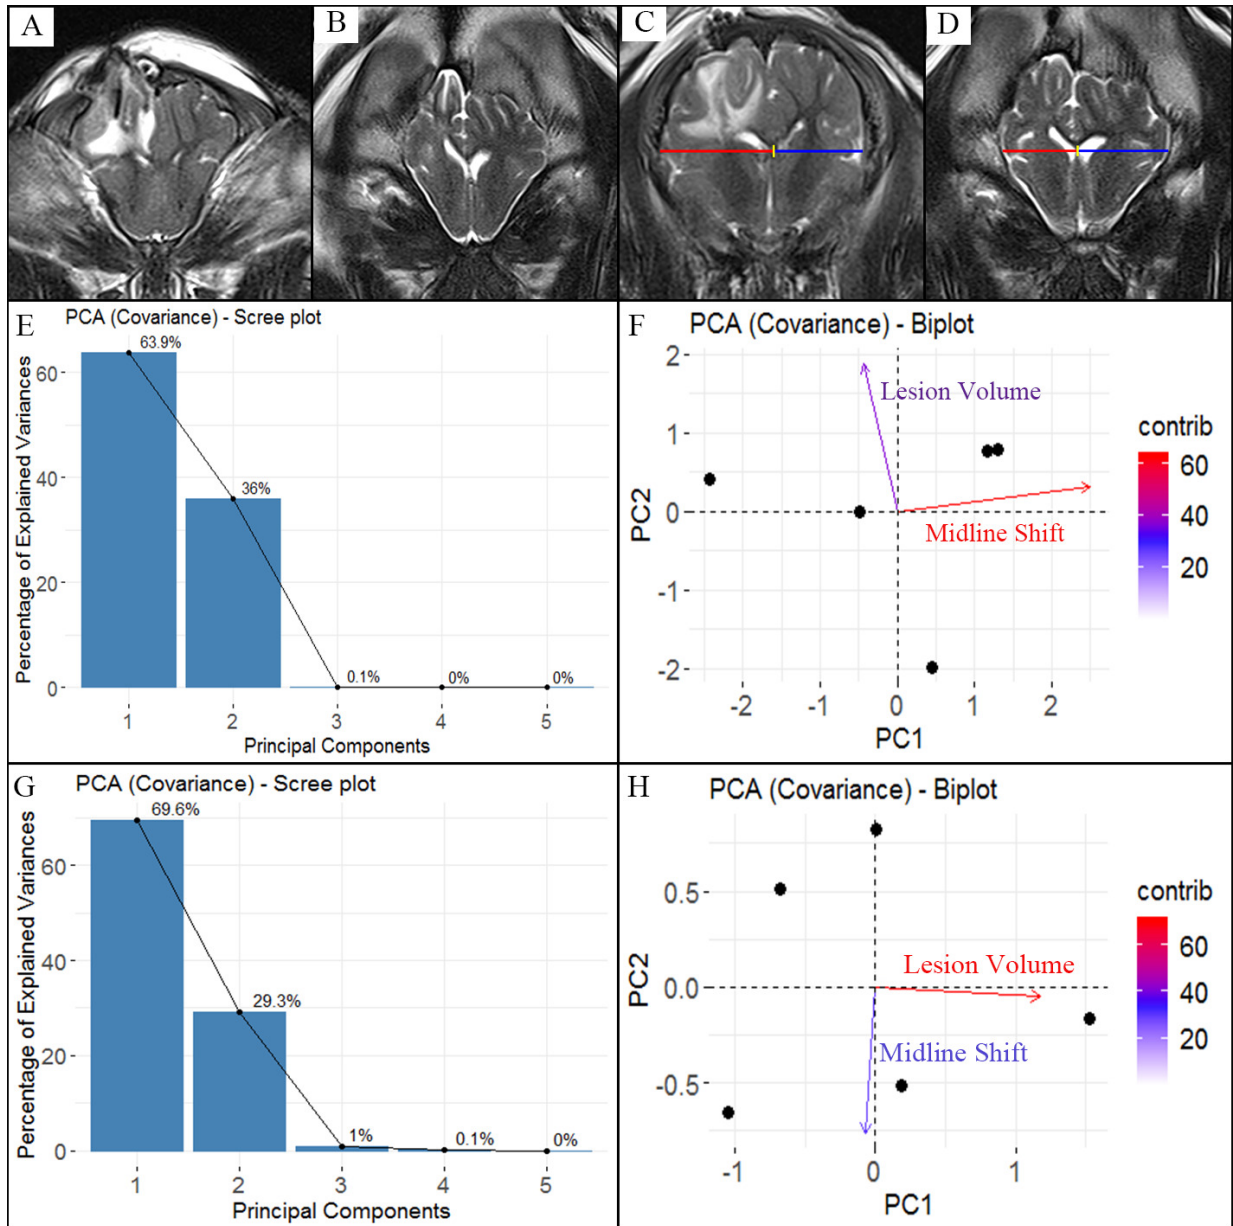 A
B
C
D
E
PCA (Covariance) - Scree plot
Percentage of Explained Variances
60
40
20
0
63.9%
36%
0.1%
0%
0%
1
2
3
4
5
Principal Components
F
PCA (Covariance) - Biplot
PC2
2
1
0
-1
-2
Lesion Volume
Midline Shift
-2
-1
0
1
2
PC1
contrib
60
40
20
G
PCA (Covariance) - Scree plot
Percentage of Explained Variances
60
40
20
0
69.6%
29.3%
1%
0.1%
0%
1
2
3
4
5
Principal Components
H
PCA (Covariance) - Biplot
PC2
0.5
0.0
-0.5
Lesion Volume
Midline Shift
-1
0
1
PC1
contrib
60
40
20